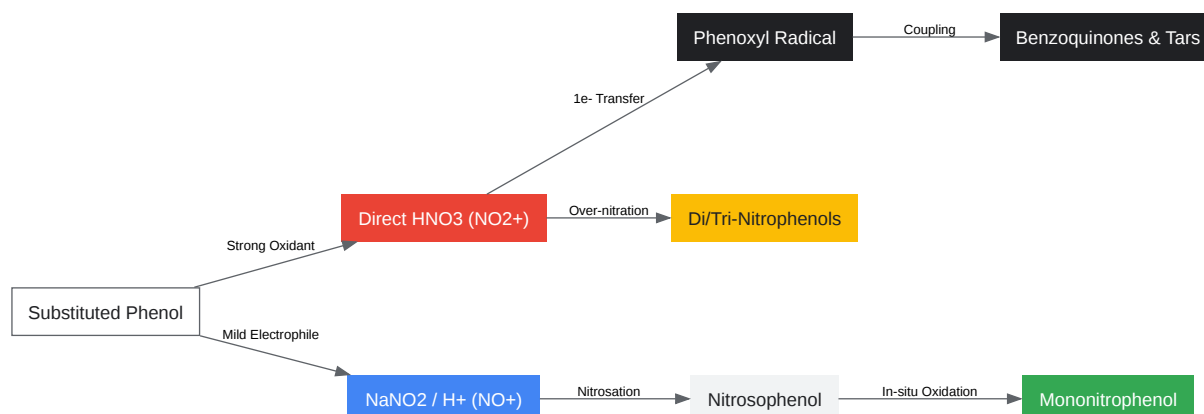 Phenoxyl Radical
Coupling
Benzoquinones & Tars
1e- Transfer
Direct HNO3 (NO2+)
Over-nitration
Di/Tri-Nitrophenols
Strong Oxidant
Substituted Phenol
Mild Electrophile
NaNO2 / H+ (NO+)
Nitrosation
Nitrosophenol
In-situ Oxidation
Mononitrophenol